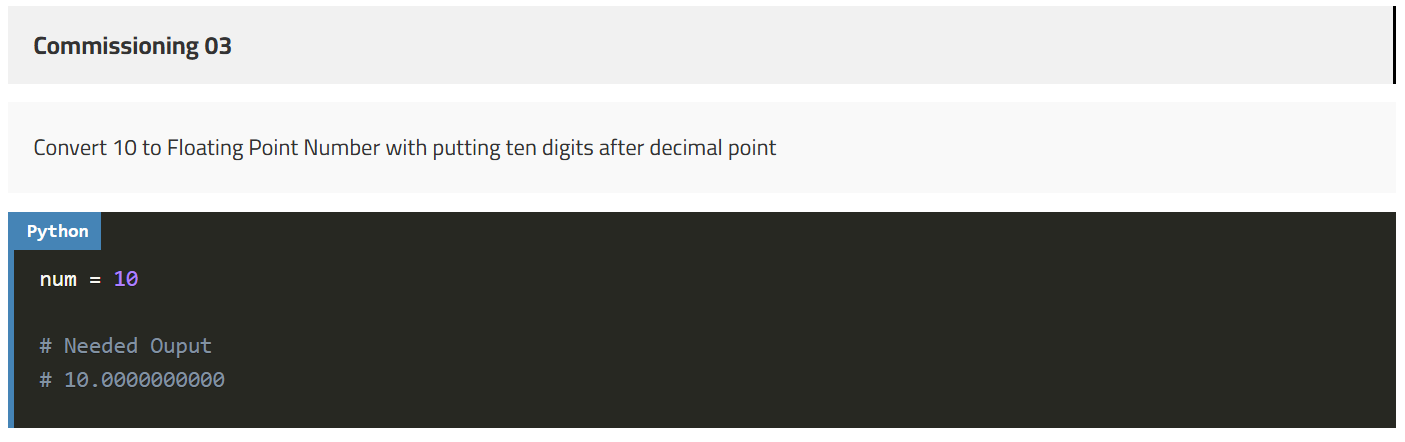 Commissioning 03
Convert 10 to Floating Point Number with putting ten digits after decimal point
Python
num = 10
# Needed Ouput
# 10.0000000000